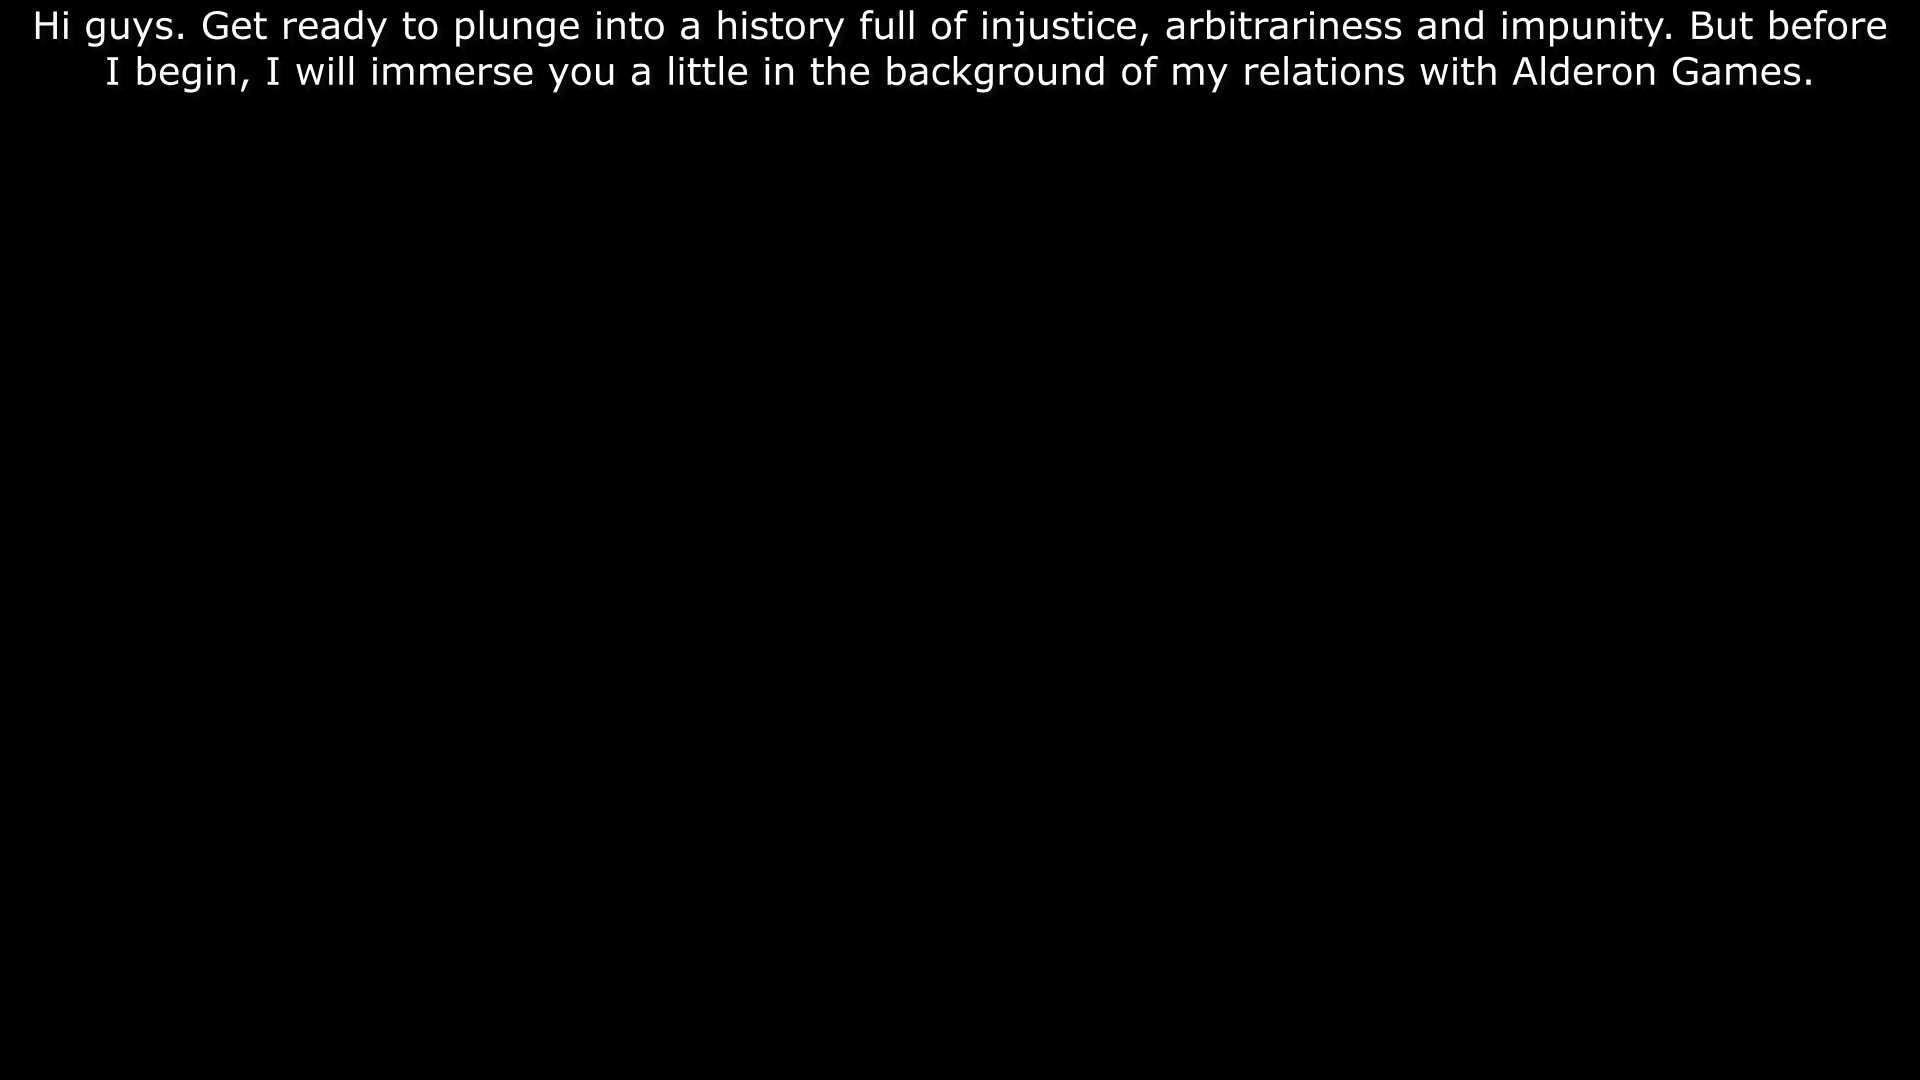 Hi guys. Get ready to plunge into a history full of injustice, arbitrariness and impunity. But before
I begin, I will immerse you a little in the background of my relations with Alderon Games.